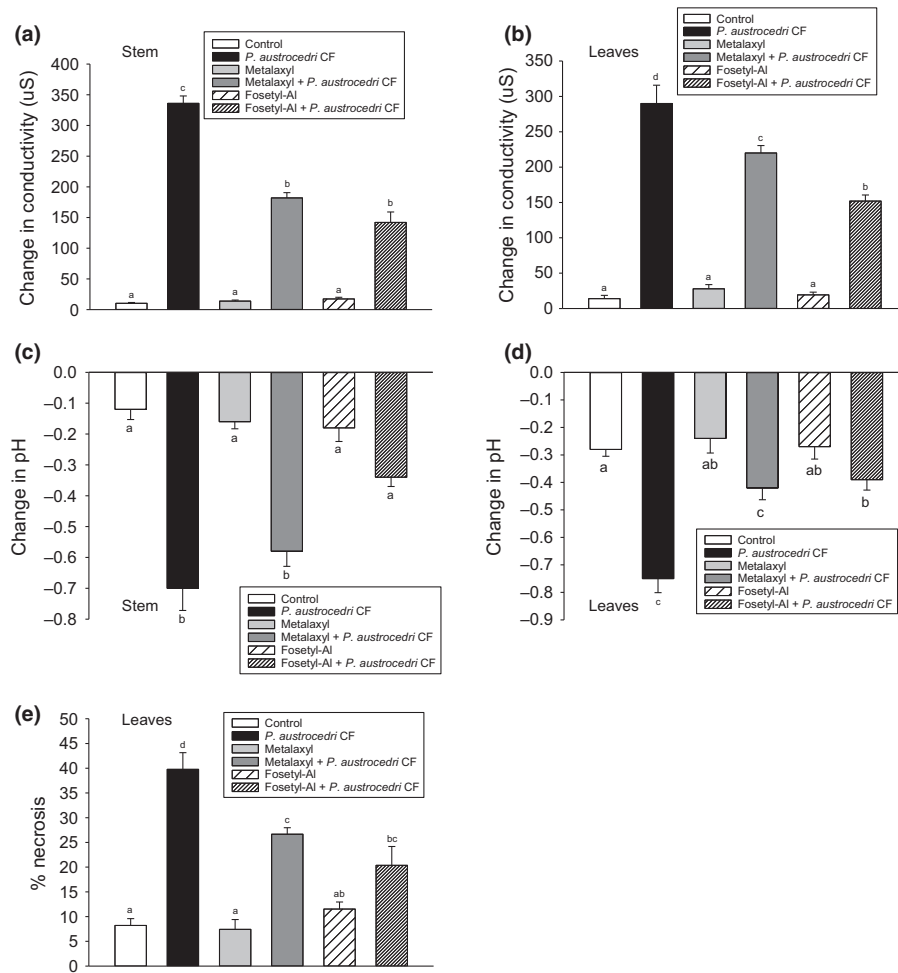 (a)
Stem
Control
P. austrocedri CF
Metalaxyl
Metalaxyl + P. austrocedri CF
Fosetyl-Al
Fosetyl-Al + P. austrocedri CF
Change in conductivity (uS)
400
350
300
250
200
150
100
50
0
a
c
a
b
a
b
(b)
Leaves
Control
P. austrocedri CF
Metalaxyl
Metalaxyl + P. austrocedri CF
Fosetyl-Al
Fosetyl-Al + P. austrocedri CF
Change in conductivity (uS)
350
300
250
200
150
100
50
0
a
d
a
c
a
b
(c)
Change in pH
0.0
–0.1
–0.2
–0.3
–0.4
–0.5
–0.6
–0.7
–0.8
a
b
a
b
a
a
Stem
Control
P. austrocedri CF
Metalaxyl
Metalaxyl + P. austrocedri CF
Fosetyl-Al
Fosetyl-Al + P. austrocedri CF
(d)
Change in pH
0.0
–0.1
–0.2
–0.3
–0.4
–0.5
–0.6
–0.7
–0.8
–0.9
a
c
ab
c
ab
b
Leaves
Control
P. austrocedri CF
Metalaxyl
Metalaxyl + P. austrocedri CF
Fosetyl-Al
Fosetyl-Al + P. austrocedri CF
(e)
Leaves
Control
P. austrocedri CF
Metalaxyl
Metalaxyl + P. austrocedri CF
Fosetyl-Al
Fosetyl-Al + P. austrocedri CF
% necrosis
50
45
40
35
30
25
20
15
10
5
0
a
d
a
c
ab
bc